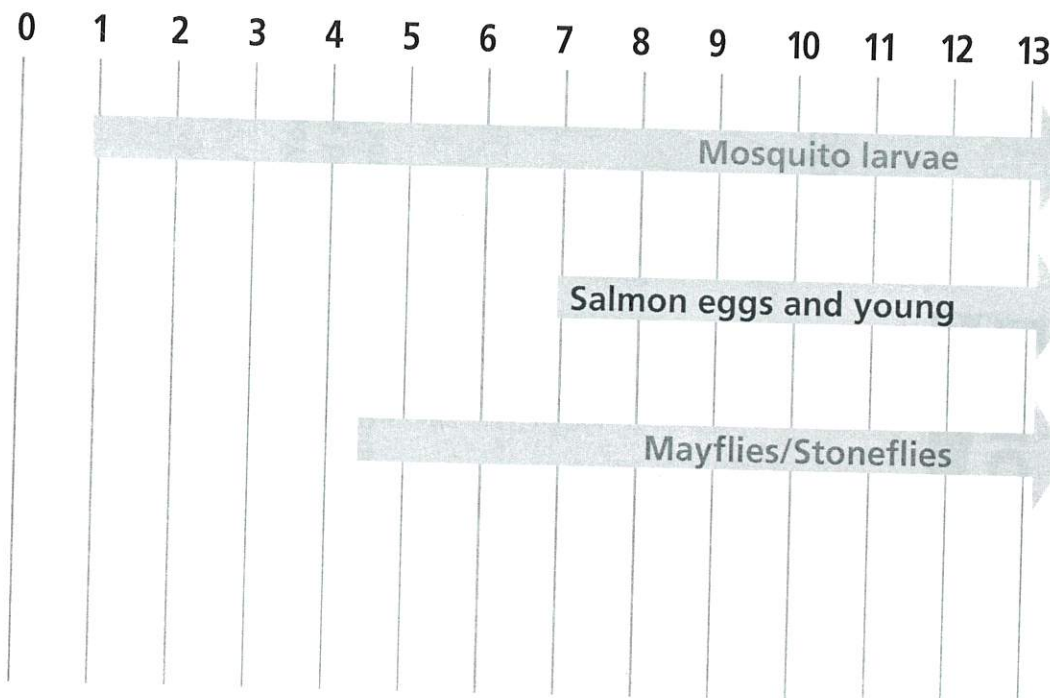 0 1 2 3 4 5 6 7 8 9 10 11 12 13
Mosquito larvae
Salmon eggs and young
Mayflies/Stoneflies